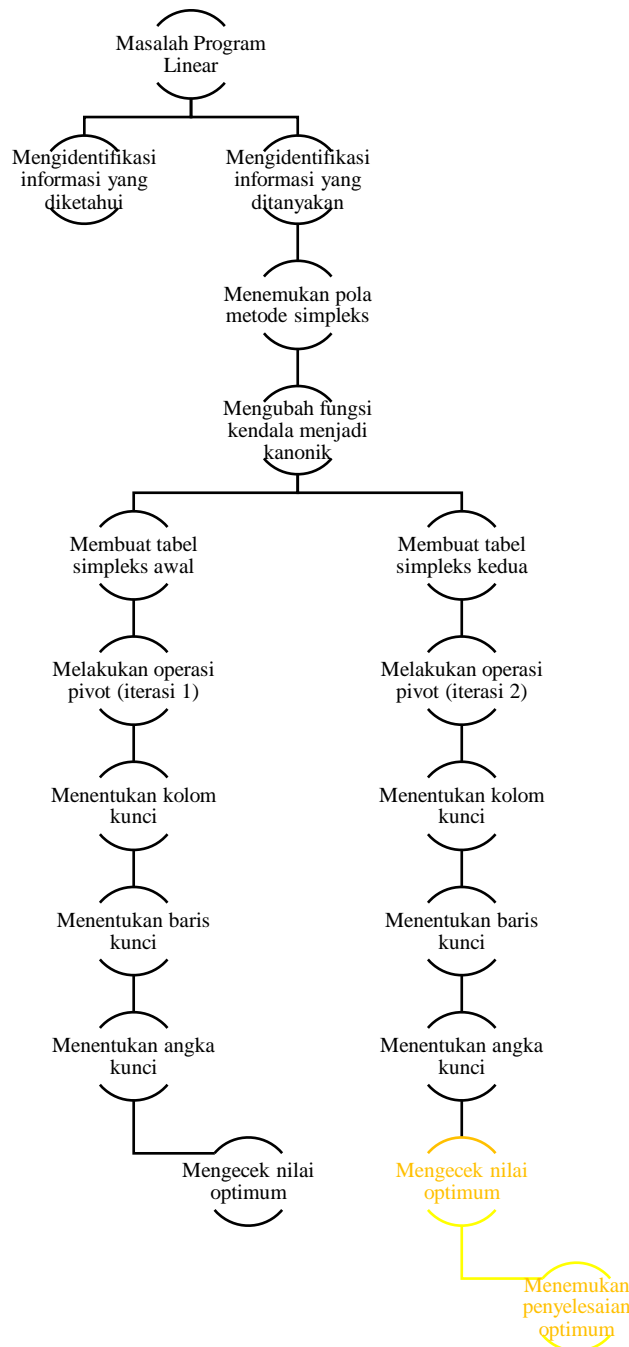 Masalah Program
Linear
Mengidentifikasi
informasi yang
diketahui
Mengidentifikasi
informasi yang
ditanyakan
Menemukan pola
metode simpleks
Mengubah fungsi
kendala menjadi
kanonik
Membuat tabel
simpleks awal
Melakukan operasi
pivot (iterasi 1)
Menentukan kolom
kunci
Menentukan baris
kunci
Menentukan angka
kunci
Mengecek nilai
optimum
Membuat tabel
simpleks kedua
Melakukan operasi
pivot (iterasi 2)
Menentukan kolom
kunci
Menentukan baris
kunci
Menentukan angka
kunci
Mengecek nilai
optimum
Menemukan
penyelesaian
optimum